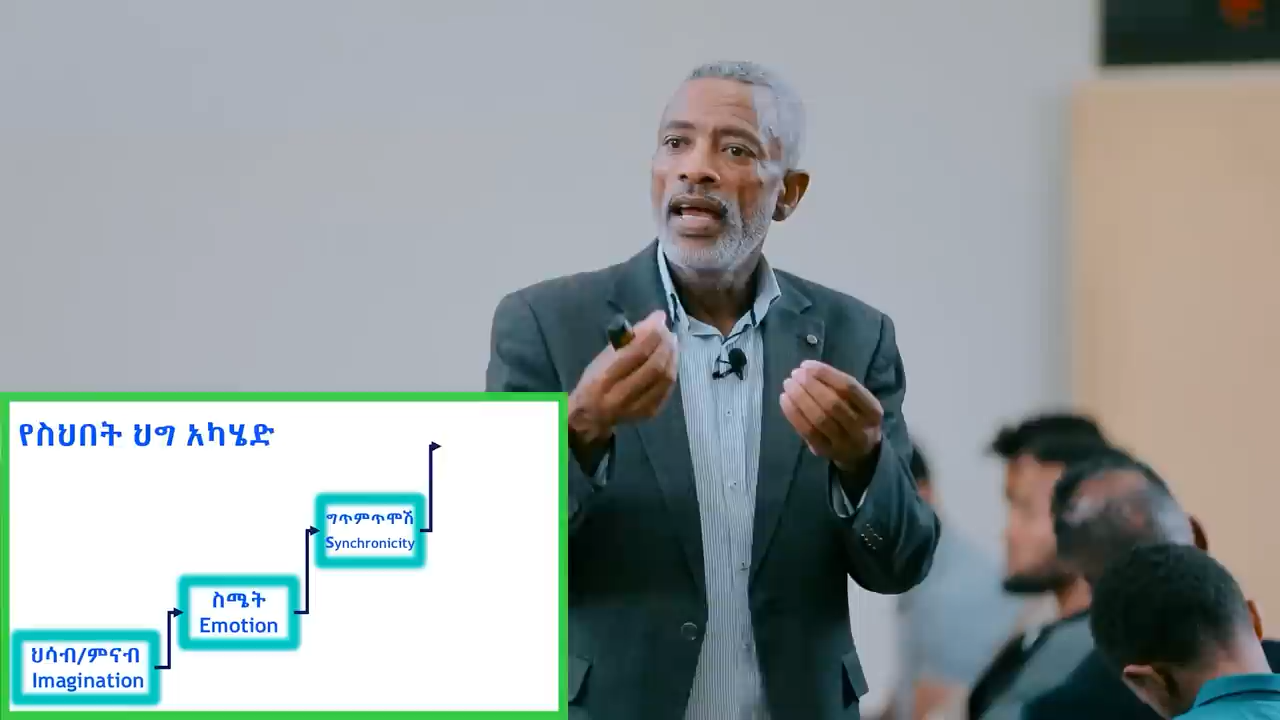 የስህበት ህግ አካሄድ
ግጥምጥሞሽ
Synchronicity
ስሜት
Emotion
ህሳብ/ምናብ
Imagination